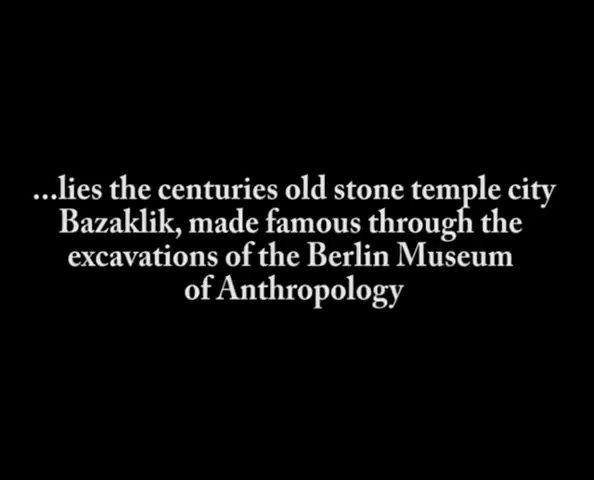 ...lies the centuries old stone temple city
Bazaklik, made famous through the
excavations of the Berlin Museum
of Anthropology